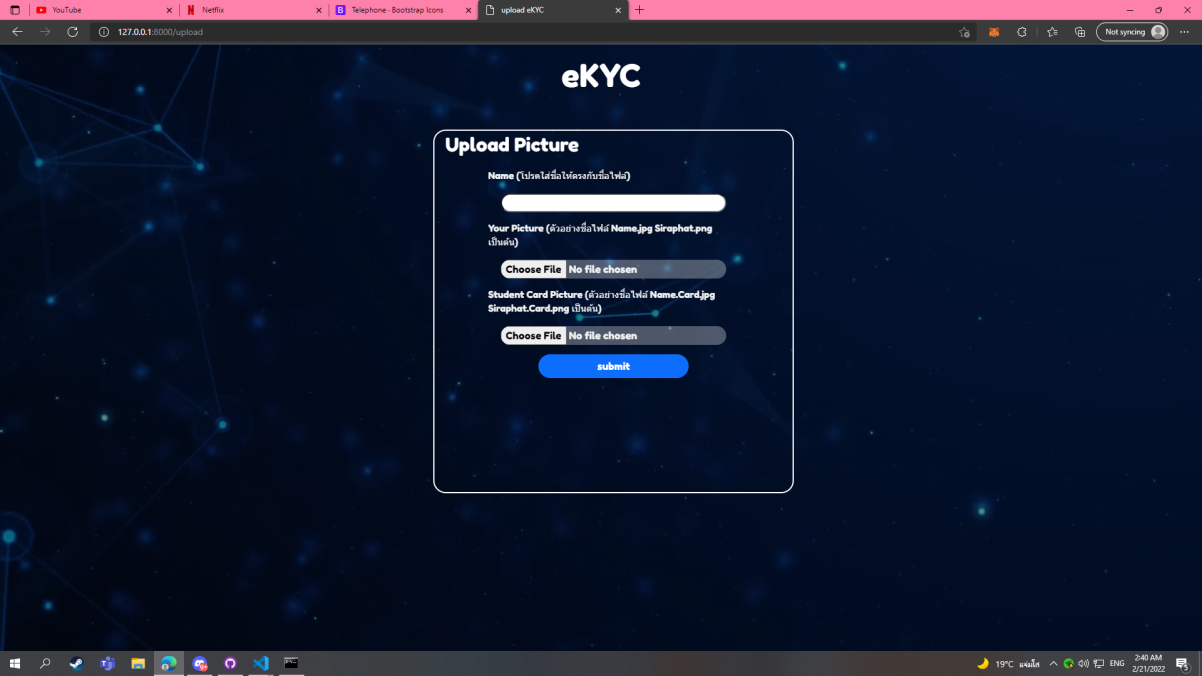 YouTube
Netflix
Telephone · Bootstrap Icons
upload eKYC
127.0.0.1:8000/upload
Not syncing
eKYC
Upload Picture
Name (โปรดใส่ชื่อให้ตรงกับชื่อไฟล์)
Your Picture (ตัวอย่างชื่อไฟล์ Name.jpg Siraphat.png
เป็นต้น)
Choose File No file chosen
Student Card Picture (ตัวอย่างชื่อไฟล์ Name.Card.jpg
Siraphat.Card.png เป็นต้น)
Choose File No file chosen
submit
19°C แจ่มใส
ENG
2:40 AM
2/21/2022
5